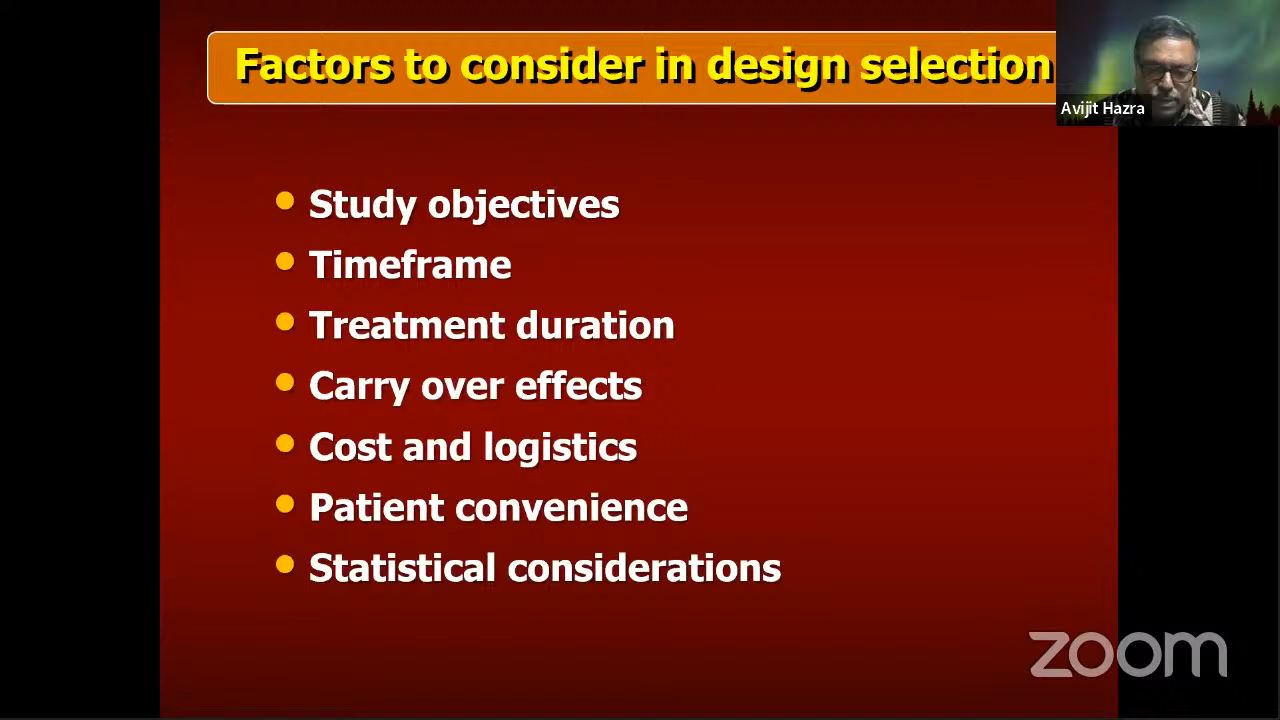 Factors to consider in design selection
Avijit Hazra
Study objectives
Timeframe
Treatment duration
Carry over effects
Cost and logistics
Patient convenience
Statistical considerations
zoom